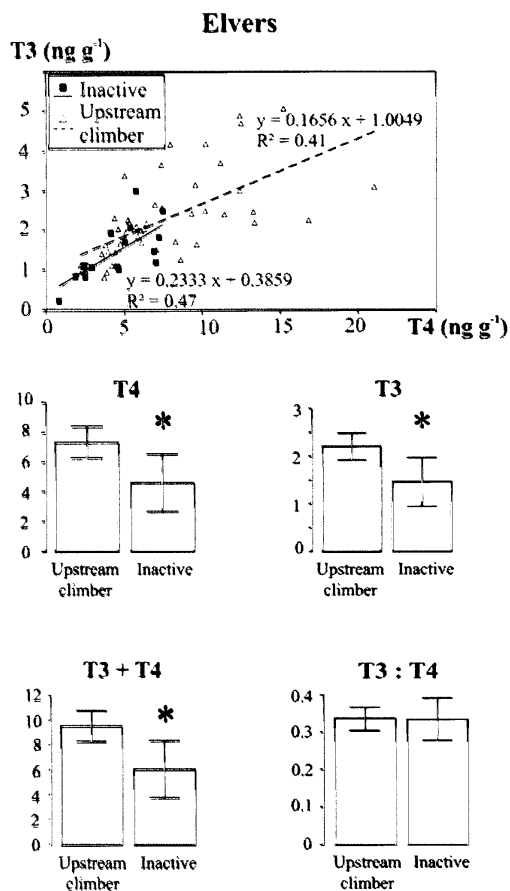 Elvers
T3 (ng g⁻¹)
Inactive
Upstream
climber
y = 0.1656 x + 1.0049
R² = 0.41
y = 0.2333 x + 0.3859
R² = 0.47
5
4
3
2
1
0
0 5 10 15 20 25
T4 (ng g⁻¹)
T4
10
8
6
4
2
0
*
Upstream
climber
Inactive
T3
3
2
1
0
*
Upstream
climber
Inactive
T3 + T4
12
10
8
6
4
2
0
*
Upstream
climber
Inactive
T3 : T4
0.4
0.3
0.2
0.1
0
Upstream
climber
Inactive